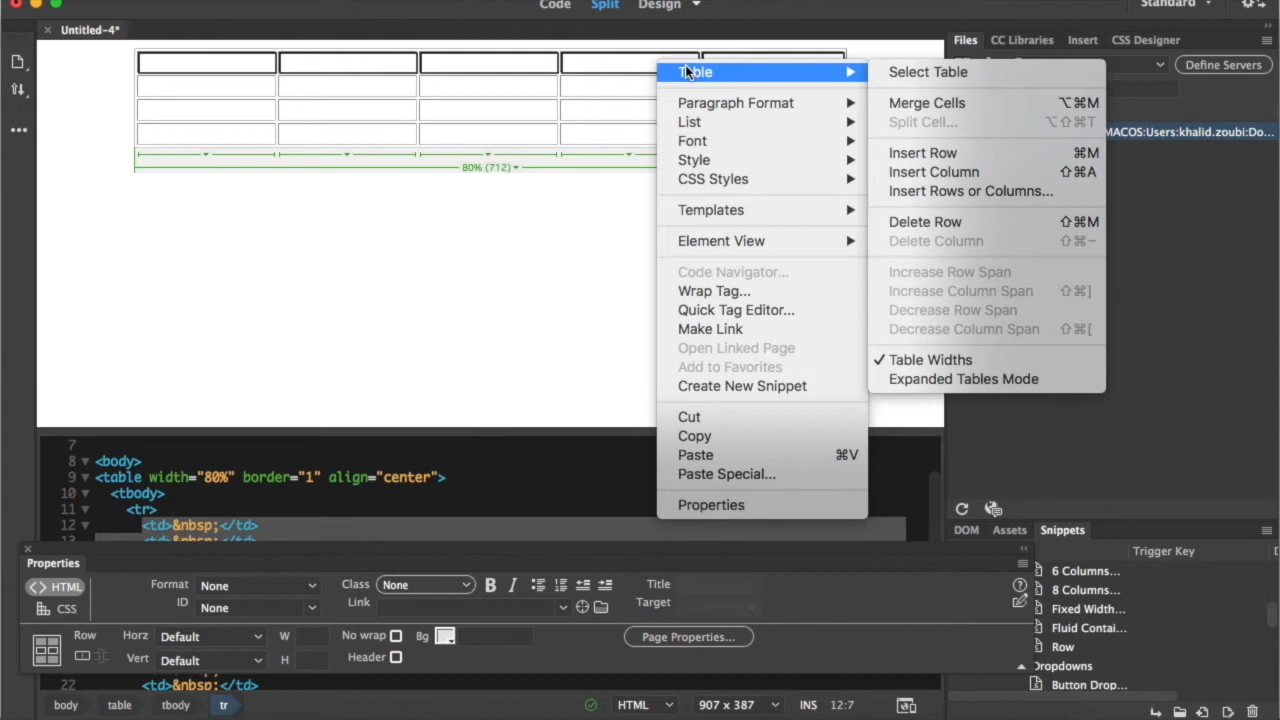 Code Split Design
Standard
Untitled-4*
Files CC Libraries Insert CSS Designer
Define Servers
MACOS:Users:khalid.zoubi:Do...
80% (712)
Table
Paragraph Format
List
Font
Style
CSS Styles
Templates
Element View
Code Navigator...
Wrap Tag...
Quick Tag Editor...
Make Link
Open Linked Page
Add to Favorites
Create New Snippet
Cut
Copy
Paste ⌘V
Paste Special...
Properties
Select Table
Merge Cells ⌥⌘M
Split Cell... ⌥⇧⌘T
Insert Row ⌘M
Insert Column ⇧⌘A
Insert Rows or Columns...
Delete Row ⇧⌘M
Delete Column ⇧⌘−
Increase Row Span
Increase Column Span ⇧⌘]
Decrease Row Span
Decrease Column Span ⇧⌘[
✓ Table Widths
Expanded Tables Mode
7
8 <body>
9 <table width="80%" border="1" align="center">
10 <tbody>
11 <tr>
12 <td>&nbsp;</td>
13 <td>&nbsp;</td>
Properties
<> HTML
CSS
Format None
ID None
Class None
Link
B I
Title
Target
Row
Horz Default
Vert Default
W
H
No wrap
Header
Bg
Page Properties...
22 <td>&nbsp;</td>
body table tbody tr
HTML 907 x 387 INS 12:7
DOM Assets Snippets
Trigger Key
6 Columns...
8 Columns...
Fixed Width...
Fluid Contai...
Row
Dropdowns
Button Drop...